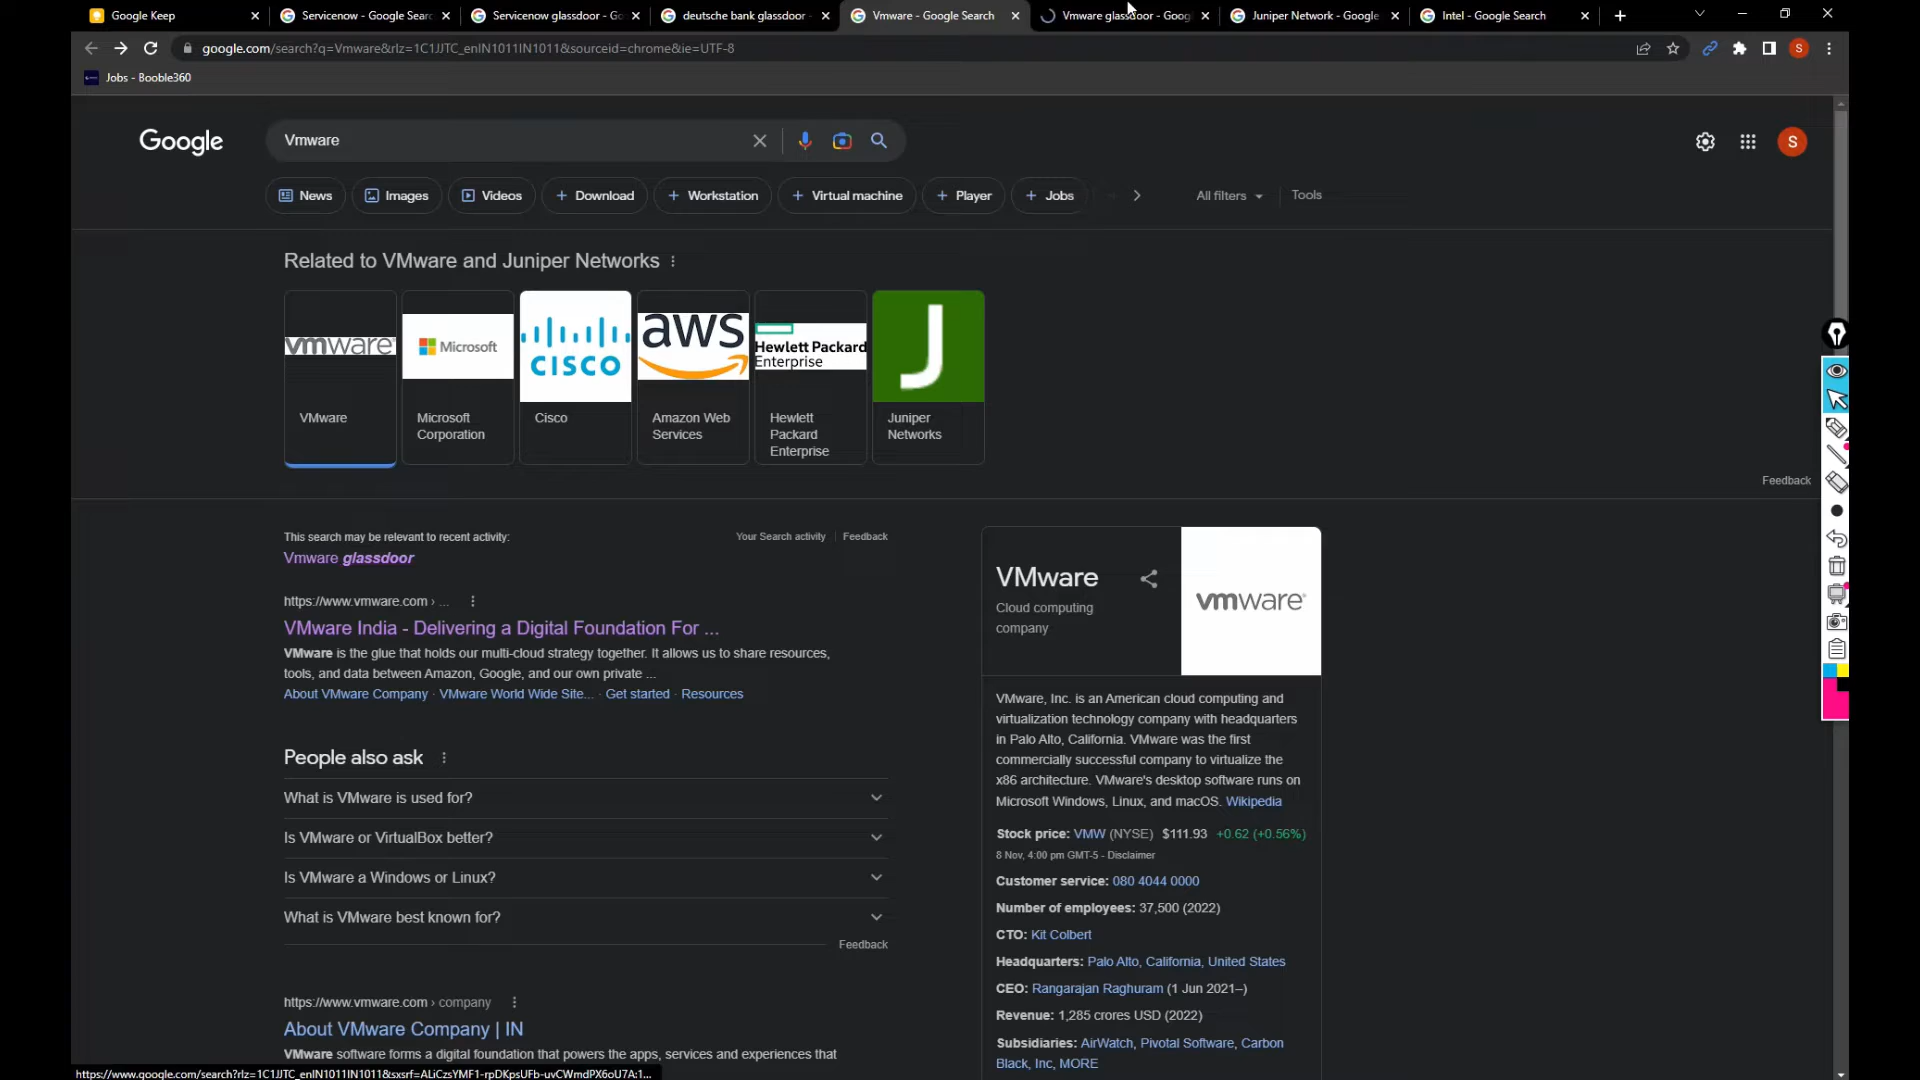 Google Keep
Servicenow - Google Searc
Servicenow glassdoor - Go
deutsche bank glassdoor -
Vmware - Google Search
Vmware glassdoor - Goog
Juniper Network - Google
Intel - Google Search
google.com/search?q=Vmware&rlz=1C1JJTC_enIN1011IN1011&sourceid=chrome&ie=UTF-8
S
Jobs - Booble360
Google
Vmware
S
News
Images
Videos
+ Download
+ Workstation
+ Virtual machine
+ Player
+ Jobs
All filters
Tools
Related to VMware and Juniper Networks
vmware
Microsoft
CISCO
aws
Hewlett Packard
Enterprise
J
VMware
Microsoft
Corporation
Cisco
Amazon Web
Services
Hewlett
Packard
Enterprise
Juniper
Networks
Feedback
This search may be relevant to recent activity:
Your Search activity
Feedback
Vmware glassdoor
https://www.vmware.com › ...
VMware India - Delivering a Digital Foundation For ...
VMware is the glue that holds our multi-cloud strategy together. It allows us to share resources,
tools, and data between Amazon, Google, and our own private ...
About VMware Company · VMware World Wide Site... · Get started · Resources
People also ask
What is VMware is used for?
Is VMware or VirtualBox better?
Is VMware a Windows or Linux?
What is VMware best known for?
Feedback
https://www.vmware.com › company
About VMware Company | IN
VMware software forms a digital foundation that powers the apps, services and experiences that
VMware
Cloud computing
company
vmware®
VMware, Inc. is an American cloud computing and
virtualization technology company with headquarters
in Palo Alto, California. VMware was the first
commercially successful company to virtualize the
x86 architecture. VMware's desktop software runs on
Microsoft Windows, Linux, and macOS. Wikipedia
Stock price: VMW (NYSE) $111.93 +0.62 (+0.56%)
8 Nov, 4:00 pm GMT-5 - Disclaimer
Customer service: 080 4044 0000
Number of employees: 37,500 (2022)
CTO: Kit Colbert
Headquarters: Palo Alto, California, United States
CEO: Rangarajan Raghuram (1 Jun 2021–)
Revenue: 1,285 crores USD (2022)
Subsidiaries: AirWatch, Pivotal Software, Carbon
Black, Inc, MORE
https://www.google.com/search?rlz=1C1JJTC_enIN1011IN1011&sxsrf=ALiCzsYMF1-rpDKpsUFb-uvCWmdPX6oU7A:1...